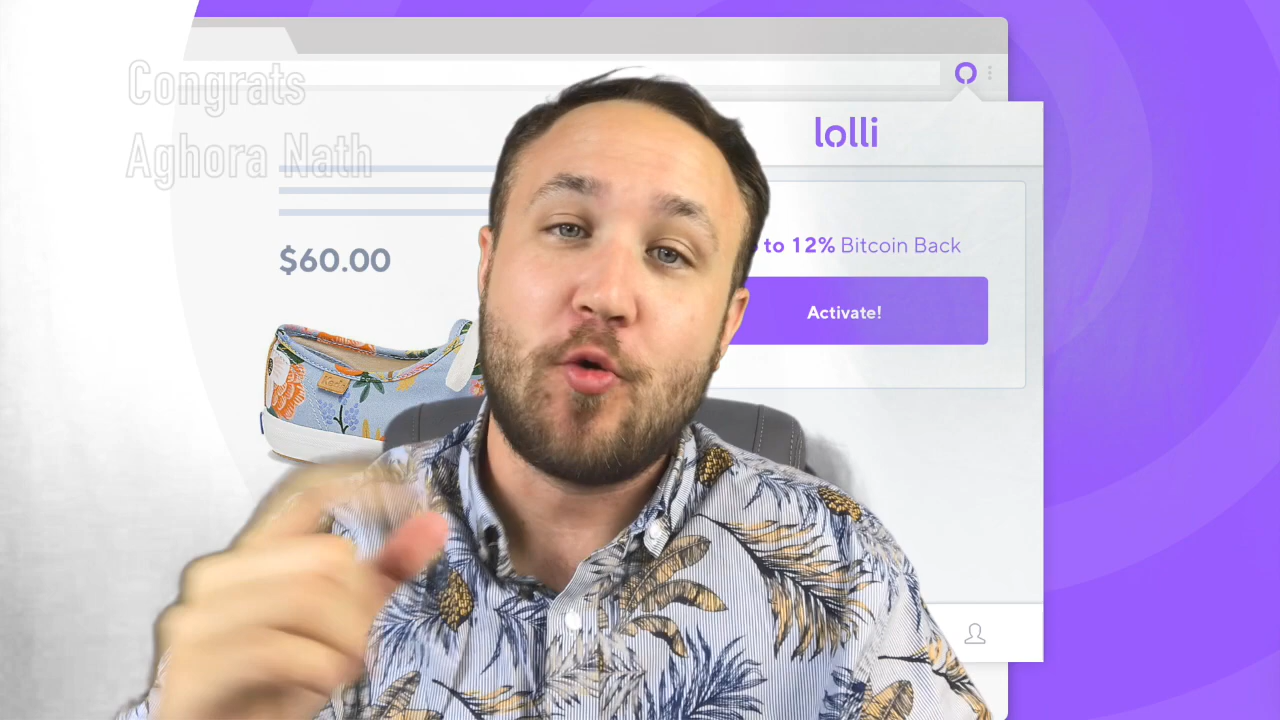 Congrats
Aghora Nath
lolli
to 12% Bitcoin Back
$60.00
Activate!